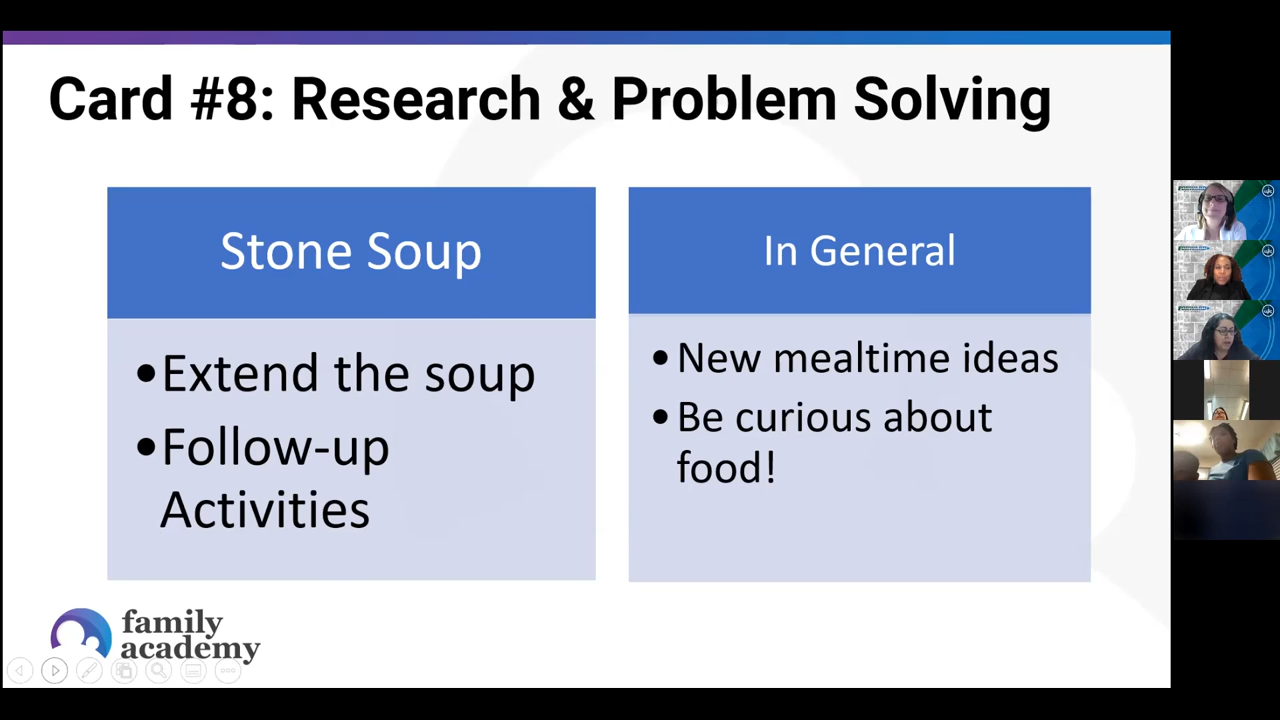 Card #8: Research & Problem Solving
Stone Soup
•Extend the soup
•Follow-up
Activities
In General
•New mealtime ideas
•Be curious about
food!
family
academy